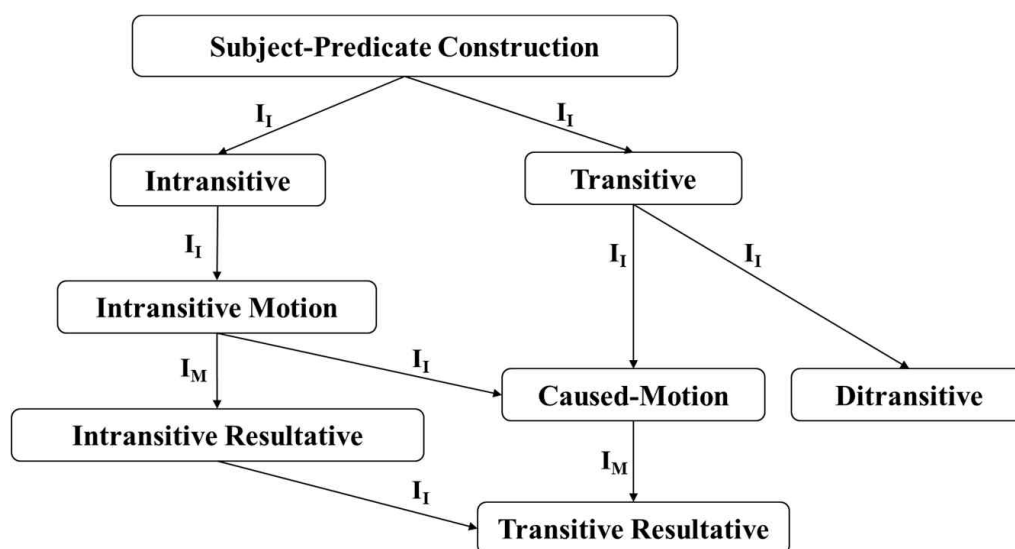 Subject-Predicate Construction
I_I
I_I
Intransitive
Transitive
I_I
I_I
I_I
Intransitive Motion
I_M
I_I
Caused-Motion
Ditransitive
Intransitive Resultative
I_M
I_I
Transitive Resultative